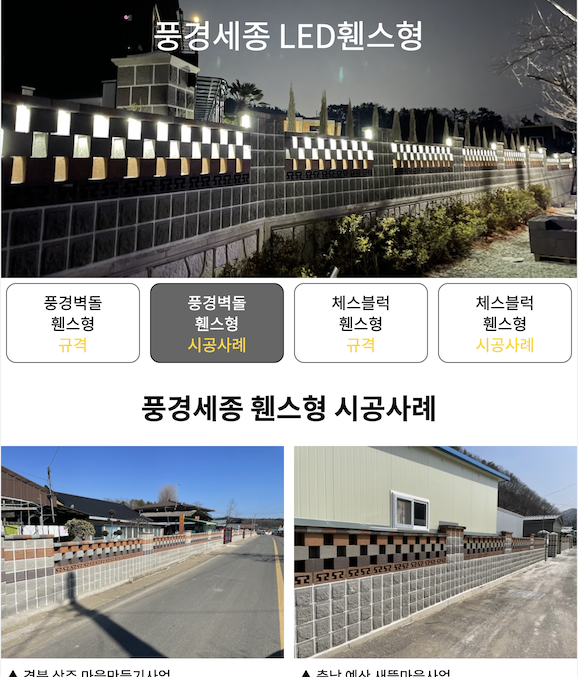 풍경세종 LED휀스형
풍경벽돌
휀스형
규격
풍경벽돌
휀스형
시공사례
체스블럭
휀스형
규격
체스블럭
휀스형
시공사례
풍경세종 휀스형 시공사례
▲ 경북 상주 마을만들기사업
▲ 충남 예산 새뜰마을사업